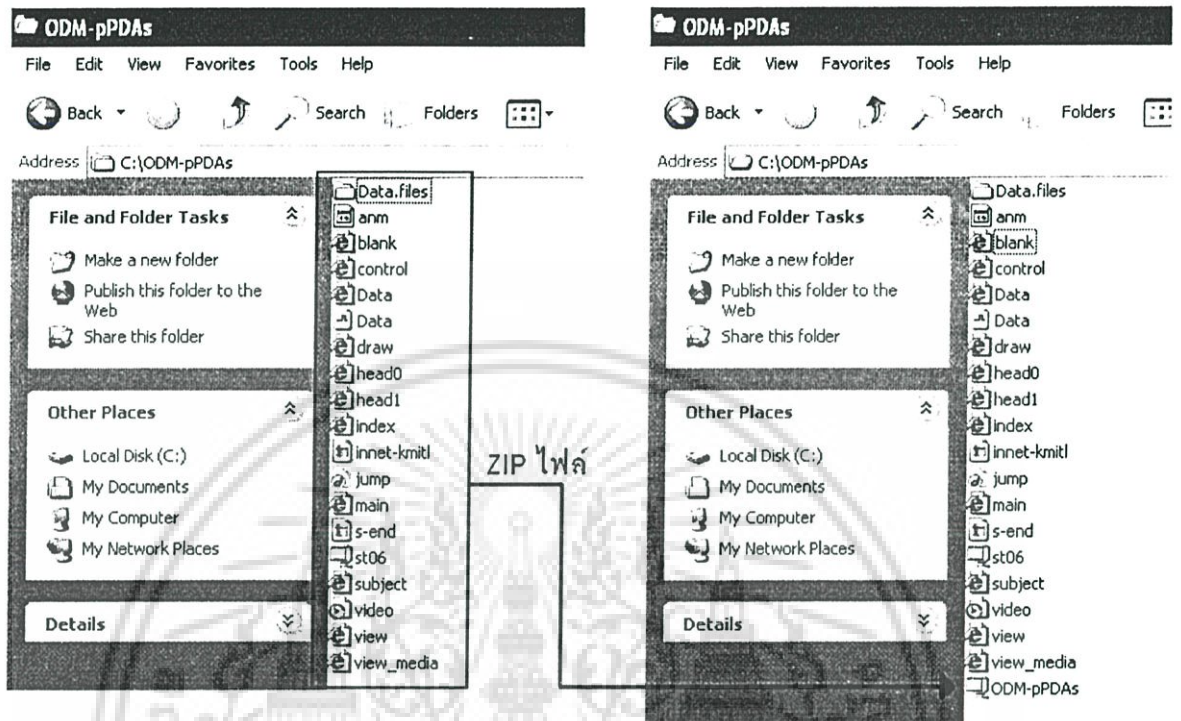 ODM-pPDAs
File Edit View Favorites Tools Help
Back Search Folders
Address C:\ODM-pPDAs
File and Folder Tasks
Make a new folder
Publish this folder to the
Web
Share this folder
Other Places
Local Disk (C:)
My Documents
My Computer
My Network Places
Details
Data.files
anm
blank
control
Data
Data
draw
head0
head1
index
innet-kmitl
jump
main
s-end
st06
subject
video
view
view_media
ZIP ไฟล์
ODM-pPDAs
File Edit View Favorites Tools Help
Back Search Folders
Address C:\ODM-pPDAs
File and Folder Tasks
Make a new folder
Publish this folder to the
Web
Share this folder
Other Places
Local Disk (C:)
My Documents
My Computer
My Network Places
Details
Data.files
anm
blank
control
Data
Data
draw
head0
head1
index
innet-kmitl
jump
main
s-end
st06
subject
video
view
view_media
ODM-pPDAs